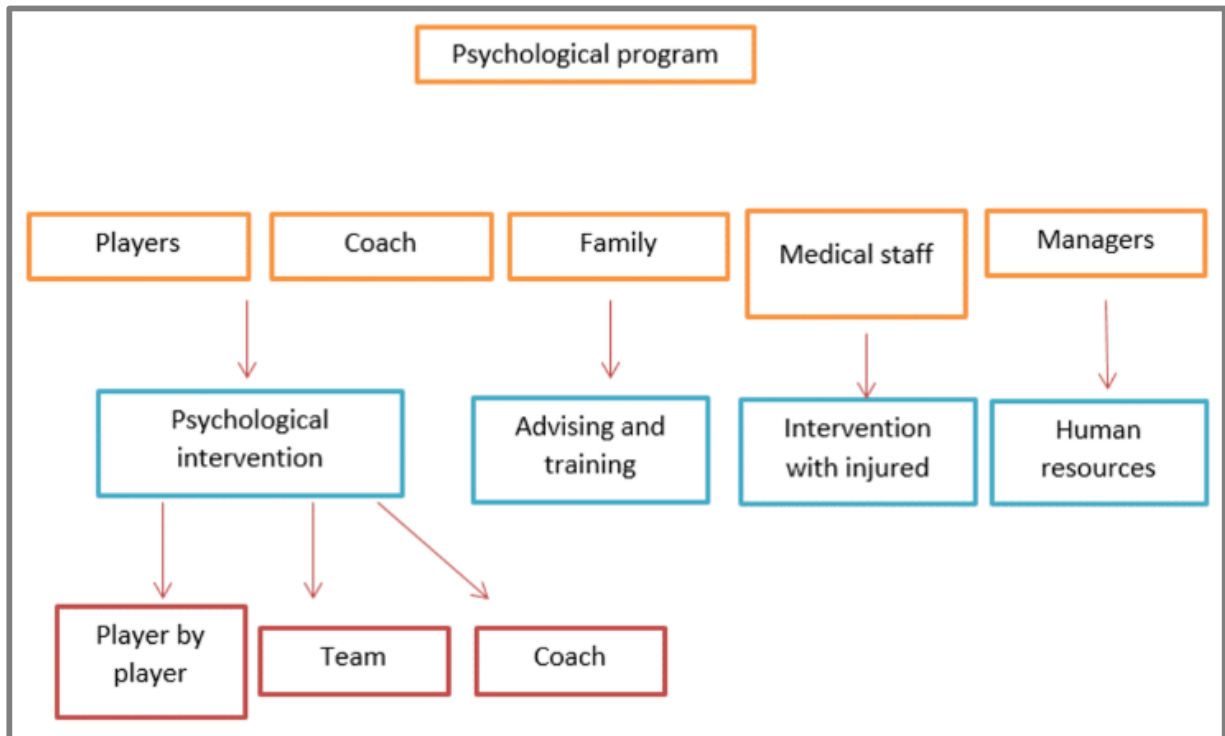 Psychological program
Players
Coach
Family
Medical staff
Managers
Psychological
intervention
Advising and
training
Intervention
with injured
Human
resources
Player by
player
Team
Coach